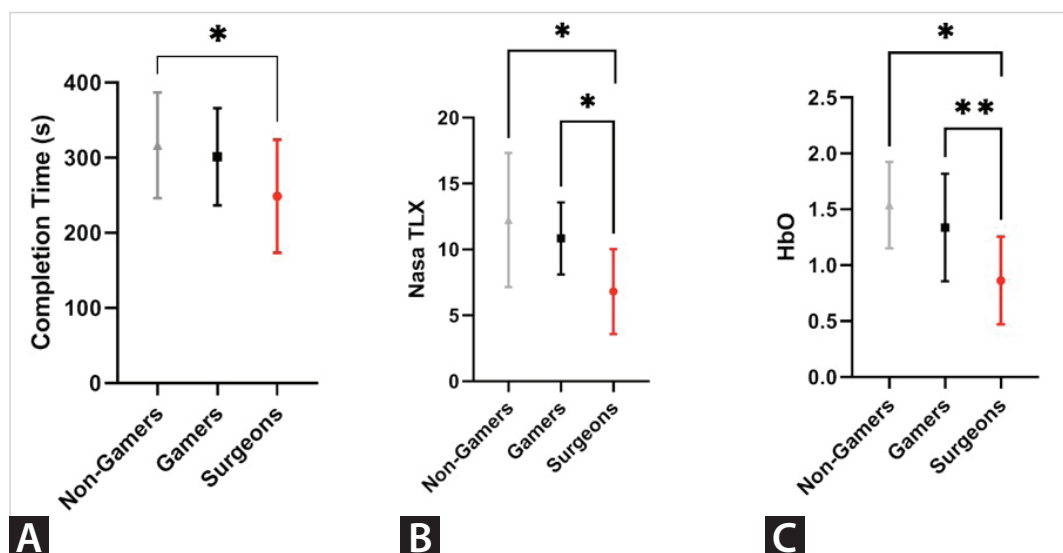 *
400
300
200
100
0
Completion Time (s)
Non-Gamers
Gamers
Surgeons
A
*
*
20
15
10
5
0
Nasa TLX
Non-Gamers
Gamers
Surgeons
B
*
**
2.5
2.0
1.5
1.0
0.5
0.0
HbO
Non-Gamers
Gamers
Surgeons
C